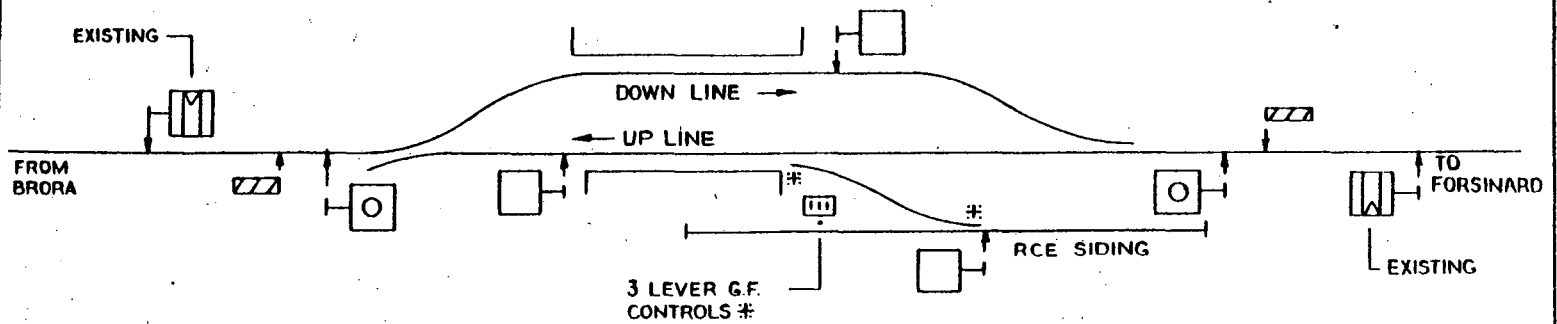 EXISTING
DOWN LINE →
← UP LINE
FROM
BRORA
TO
FORSINARD
RCE SIDING
EXISTING
3 LEVER G.F.
CONTROLS ⁜